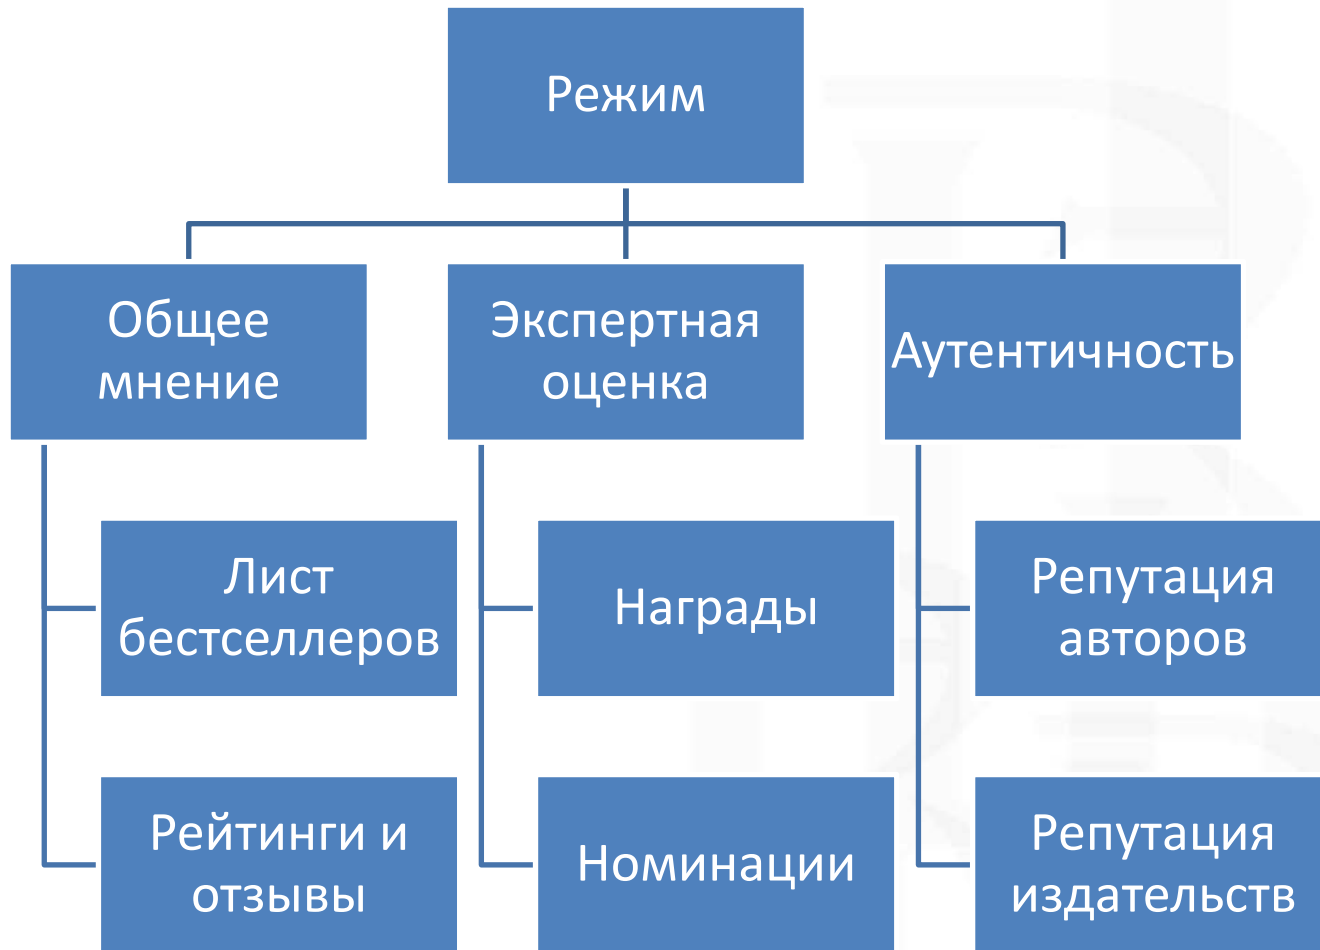 Режим
Общее
мнение
Экспертная
оценка
Аутентичность
Лист
бестселлеров
Награды
Репутация
авторов
Рейтинги и
отзывы
Номинации
Репутация
издательств